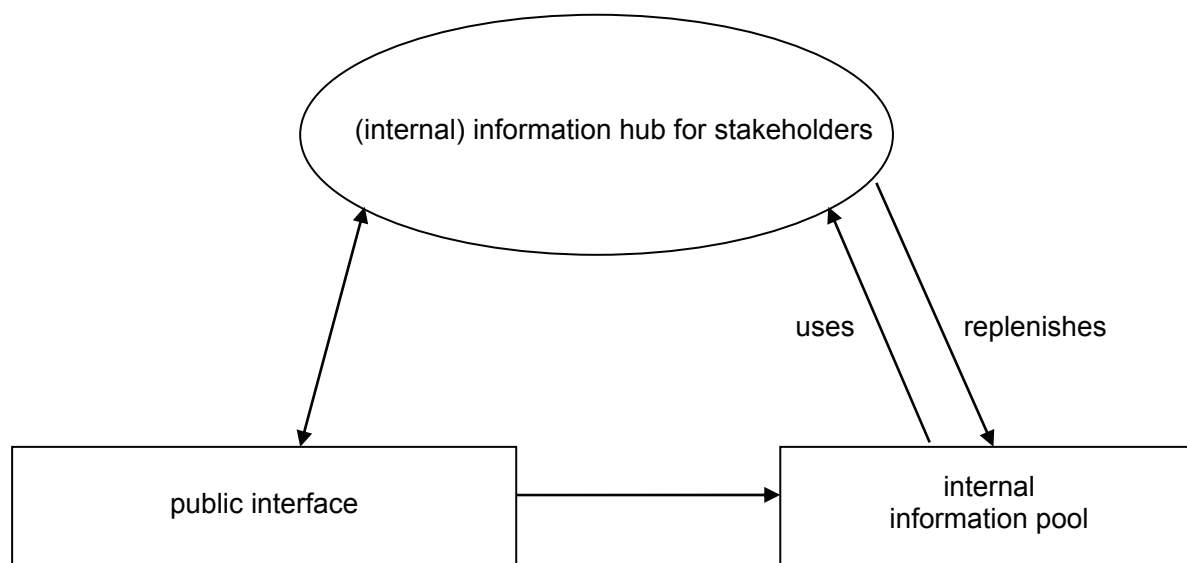 (internal) information hub for stakeholders
uses
replenishes
public interface
internal
information pool